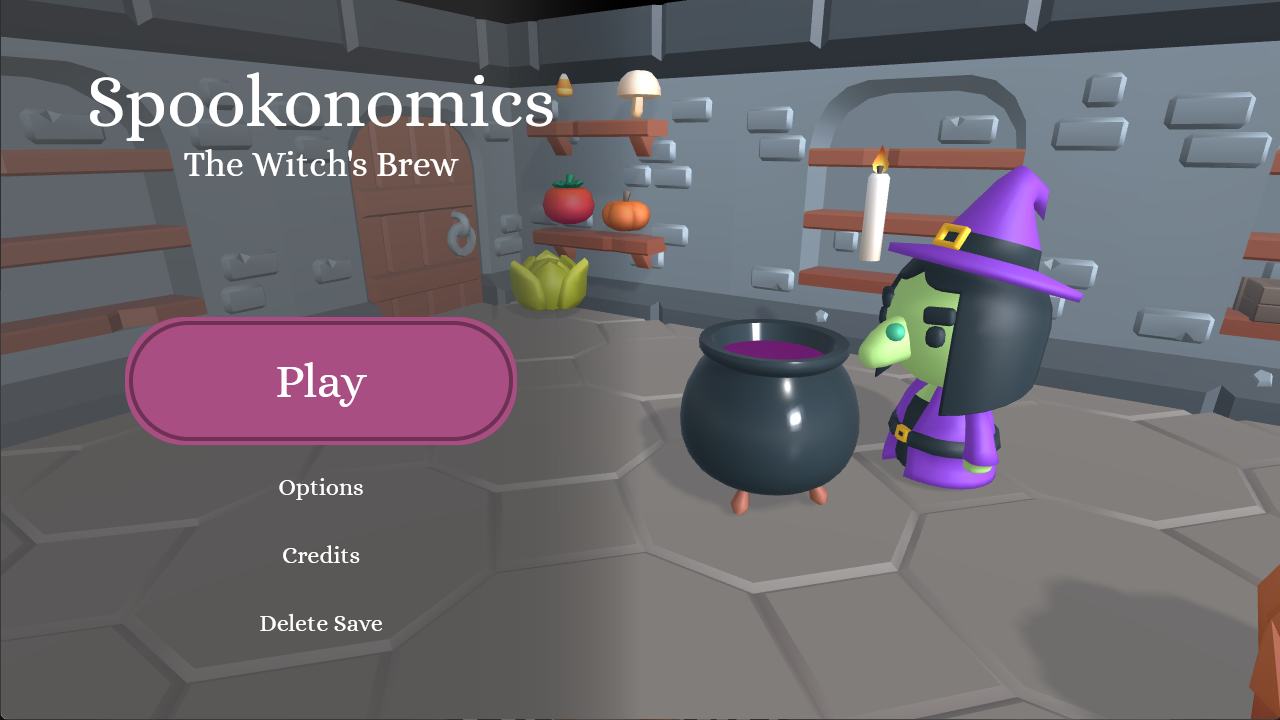 Spookonomics
The Witch's Brew
Play
Options
Credits
Delete Save